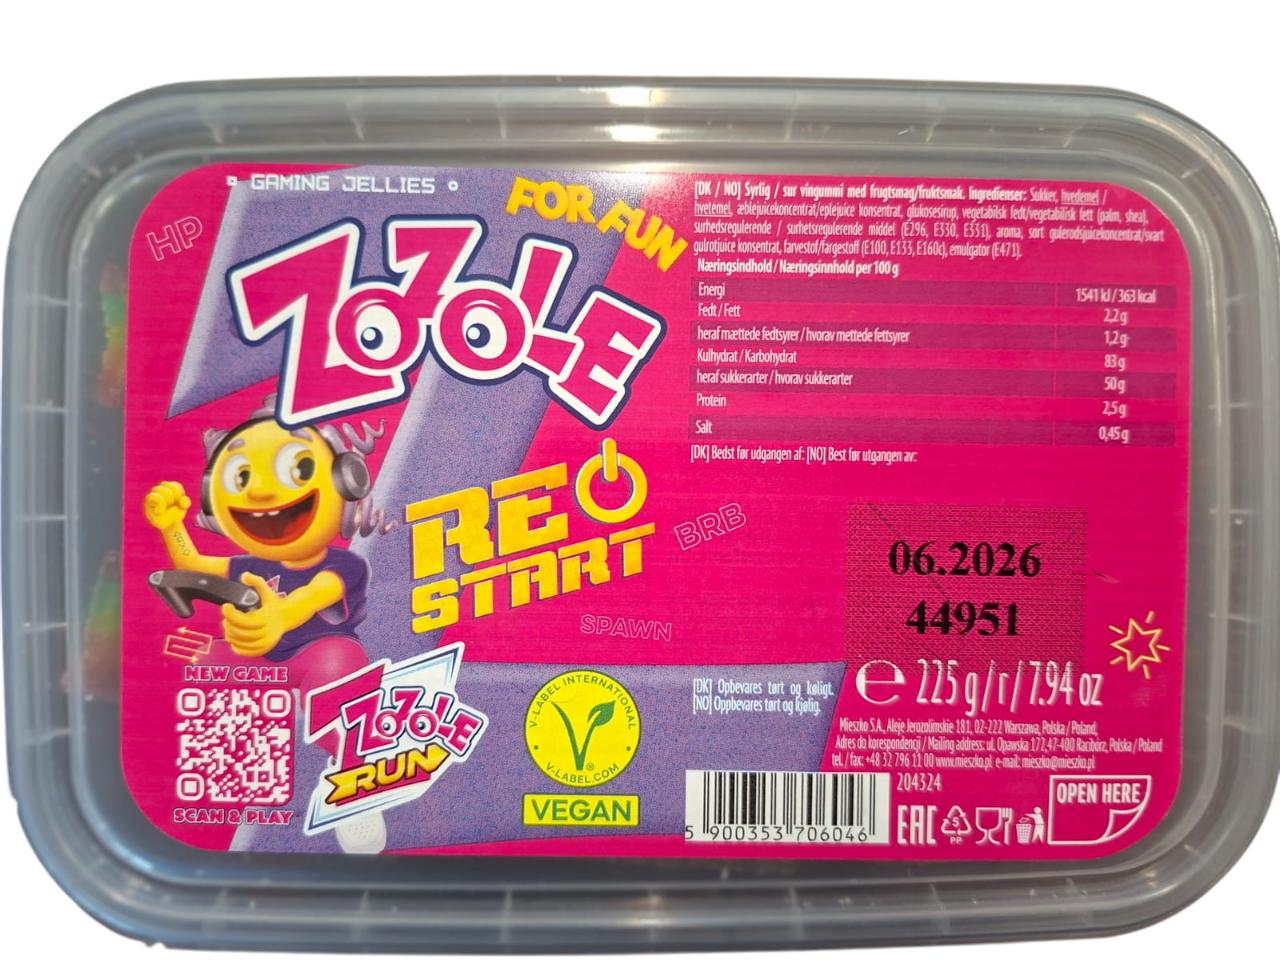 GAMING JELLIES
FOR FUN
HP
ZOZOLE
RE
START
BRB
SPAWN
NEW GAME
SCAN & PLAY
ZOZOLE
RUN
V-LABEL INTERNATIONAL
V-LABEL.COM
VEGAN
[DK / NO] Syrlig / sur vingummi med frugtsmag/fruktsmak. Ingredienser: Sukker, hvedemel /
hvetemel, æblejuicekoncentrat/eplejuice konsentrat, glukosesirup, vegetabilsk fedt/vegetabilisk fett (palm, shea),
surhedsregulerende / surhetsregulerende middel (E296, E330, E331), aroma, sort gulerodsjuicekoncentrat/svart
gulrotjuice konsentrat, farvestof/fargestoff (E100, E133, E160c), emulgator (E471).
Næringsindhold / Næringsinnhold per 100 g
Energi 1541 kJ / 363 kcal
Fedt / Fett 2,2 g
heraf mættede fedtsyrer / hvorav mettede fettsyrer 1,2 g
Kulhydrat / Karbohydrat 83 g
heraf sukkerarter / hvorav sukkerarter 50 g
Protein 2,5 g
Salt 0,45 g
[DK] Bedst før udgangen af: [NO] Best før utgangen av:
06.2026
44951
[DK] Opbevares tørt og køligt.
[NO] Oppbevares tørt og kjølig.
e 225 g / r / 7.94 oz
Mieszko S.A., Aleje Jerozolimskie 181, 02-222 Warszawa, Polska / Poland,
Adres do korespondencji / Mailing address: ul. Opawska 172, 47-400 Racibórz, Polska / Poland
tel. / fax: +48 32 796 11 00 www.mieszko.pl e-mail: mieszko@mieszko.pl
204324
5 900353 706046
EAC
5
PP
OPEN HERE